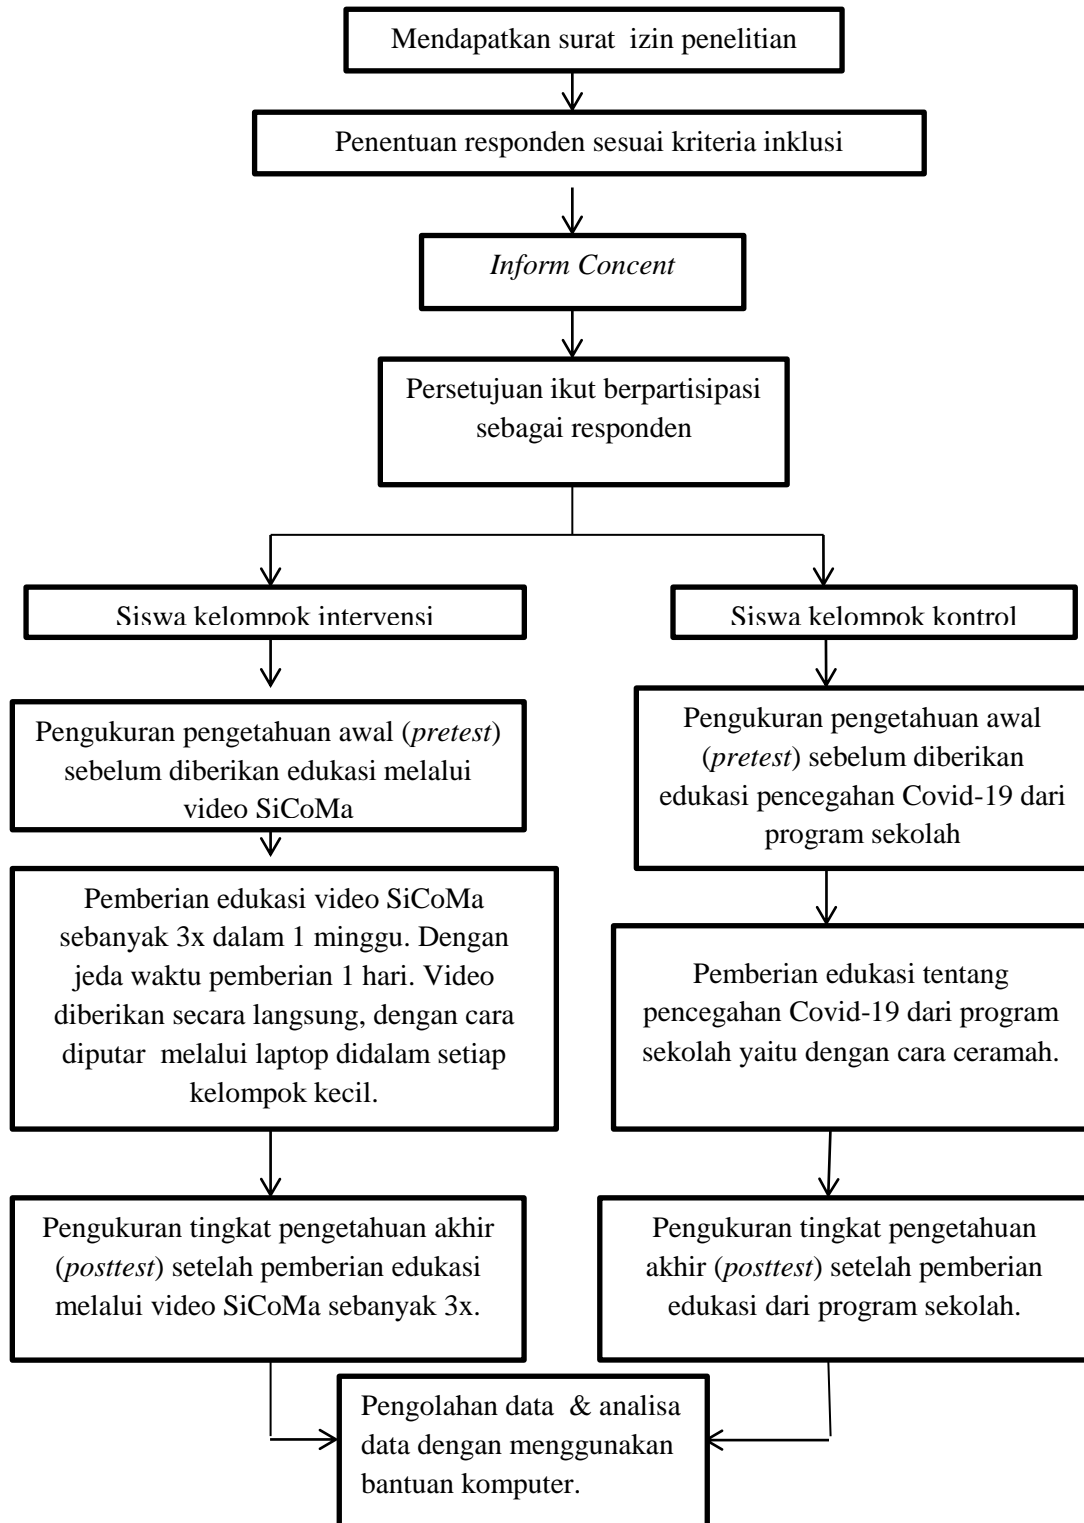 Mendapatkan surat izin penelitian
Penentuan responden sesuai kriteria inklusi
Inform Concent
Persetujuan ikut berpartisipasi
sebagai responden
Siswa kelompok intervensi
Siswa kelompok kontrol
Pengukuran pengetahuan awal (pretest)
sebelum diberikan edukasi melalui
video SiCoMa
Pengukuran pengetahuan awal
(pretest) sebelum diberikan
edukasi pencegahan Covid-19 dari
program sekolah
Pemberian edukasi video SiCoMa
sebanyak 3x dalam 1 minggu. Dengan
jeda waktu pemberian 1 hari. Video
diberikan secara langsung, dengan cara
diputar melalui laptop didalam setiap
kelompok kecil.
Pemberian edukasi tentang
pencegahan Covid-19 dari program
sekolah yaitu dengan cara ceramah.
Pengukuran tingkat pengetahuan akhir
(posttest) setelah pemberian edukasi
melalui video SiCoMa sebanyak 3x.
Pengukuran tingkat pengetahuan
akhir (posttest) setelah pemberian
edukasi dari program sekolah.
Pengolahan data & analisa
data dengan menggunakan
bantuan komputer.